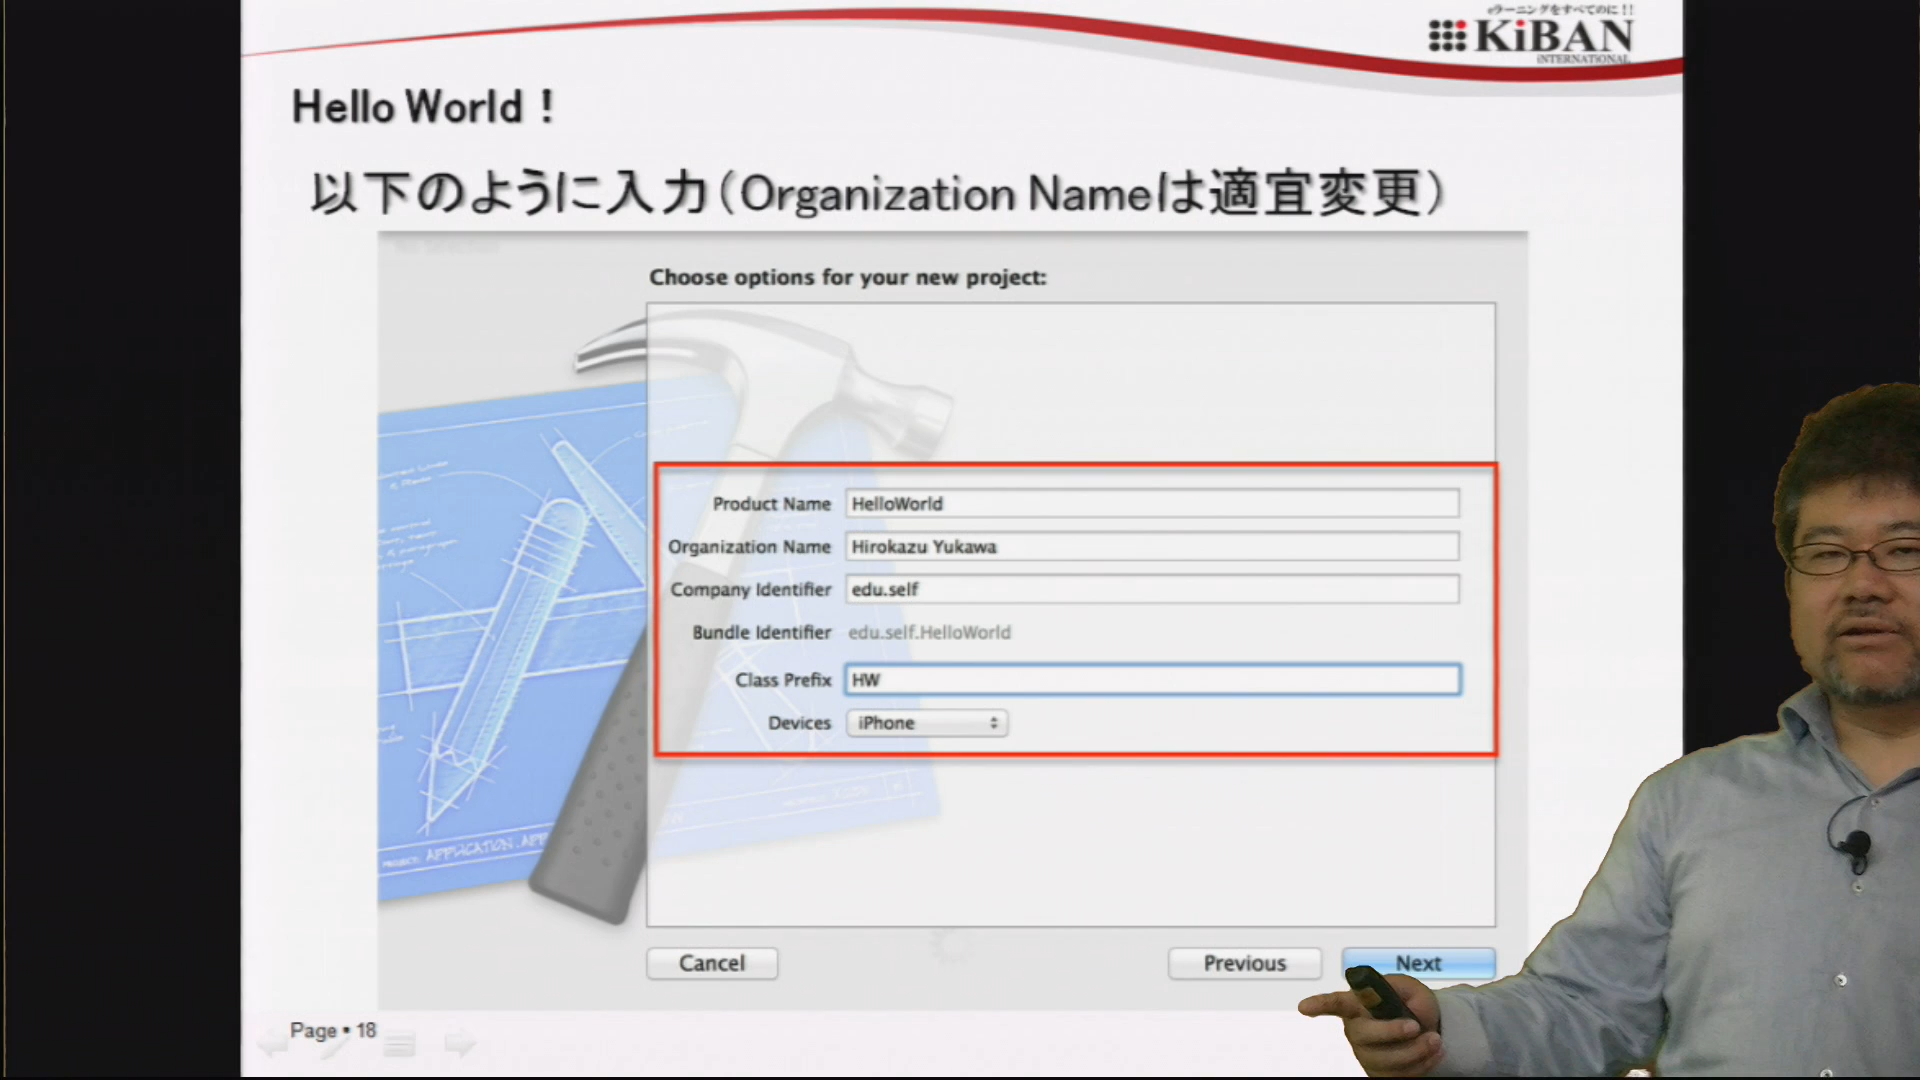 eラーニングをすべてのに!!
KiBAN
INTERNATIONAL
Hello World！
以下のように入力（Organization Nameは適宜変更）
Choose options for your new project:
Product Name HelloWorld
Organization Name Hirokazu Yukawa
Company Identifier edu.self
Bundle Identifier edu.self.HelloWorld
Class Prefix HW
Devices iPhone
PROJECT: APPLICATION.APP
Cancel
Previous
Next
Page ▪ 18